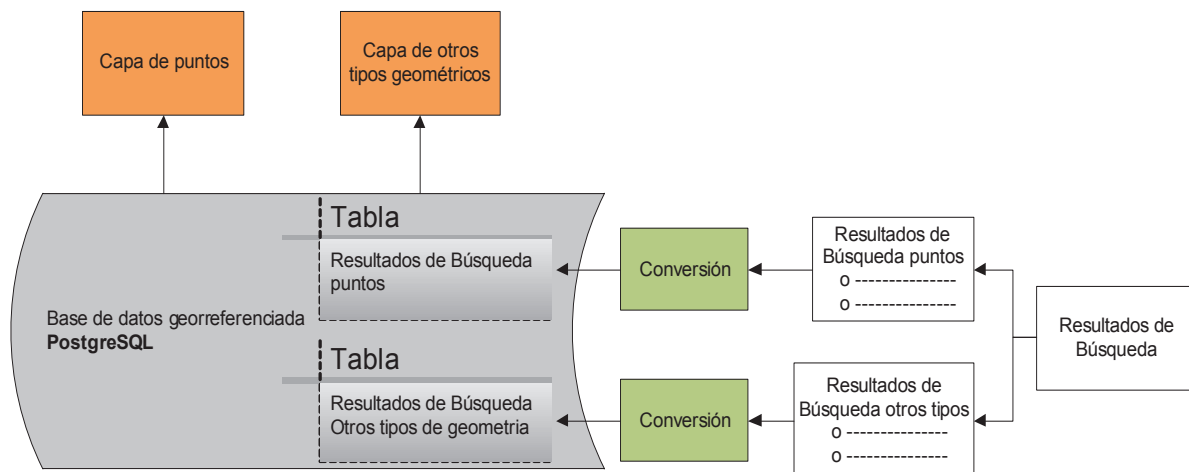 Capa de puntos
Capa de otros
tipos geométricos
Tabla
Resultados de Búsqueda
puntos
Base de datos georreferenciada
PostgreSQL
Tabla
Resultados de Búsqueda
Otros tipos de geometria
Conversión
Conversión
Resultados de
Búsqueda puntos
o ---------------
o ---------------
Resultados de
Búsqueda otros tipos
o ---------------
o ---------------
Resultados de
Búsqueda